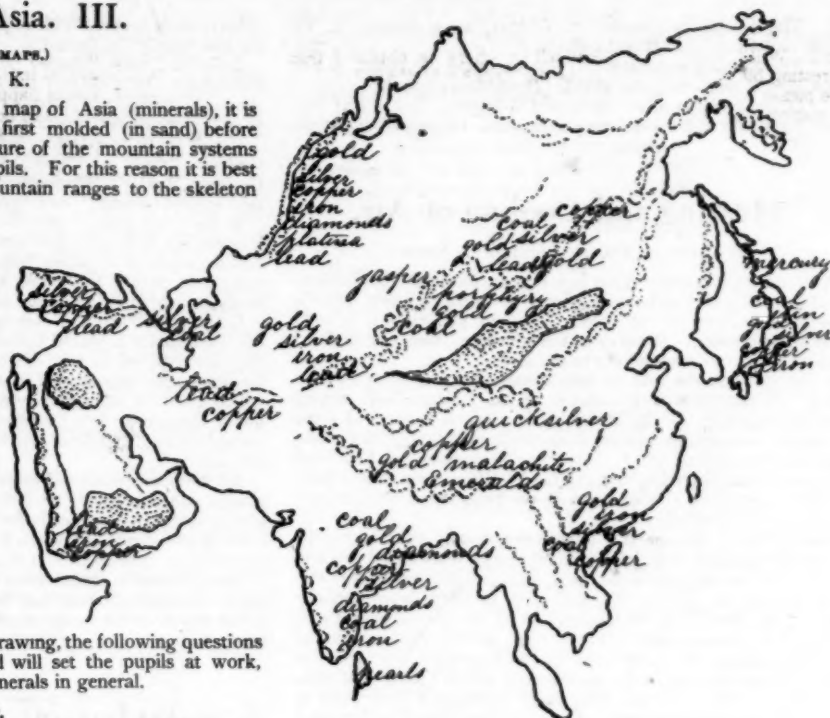 Asia. III.
MAPS.)
K.
map of Asia (minerals), it is
first molded (in sand) before
ure of the mountain systems
pils. For this reason it is best
untain ranges to the skeleton
gold
silver
copper
iron
diamonds
platina
lead
coal copper
gold silver
lead gold
jasper
porphyry
gold
coal
mercury
coal
silver
iron
silver
copper
lead
silver
coal
gold
silver
iron
lead
lead
copper
quicksilver
copper
gold malachite
Emeralds
gold
iron
silver
coal
copper
lead
iron
copper
coal
gold
diamonds
copper
silver
diamonds
coal
iron
pearls
rawing, the following questions
l will set the pupils at work,
nerals in general.